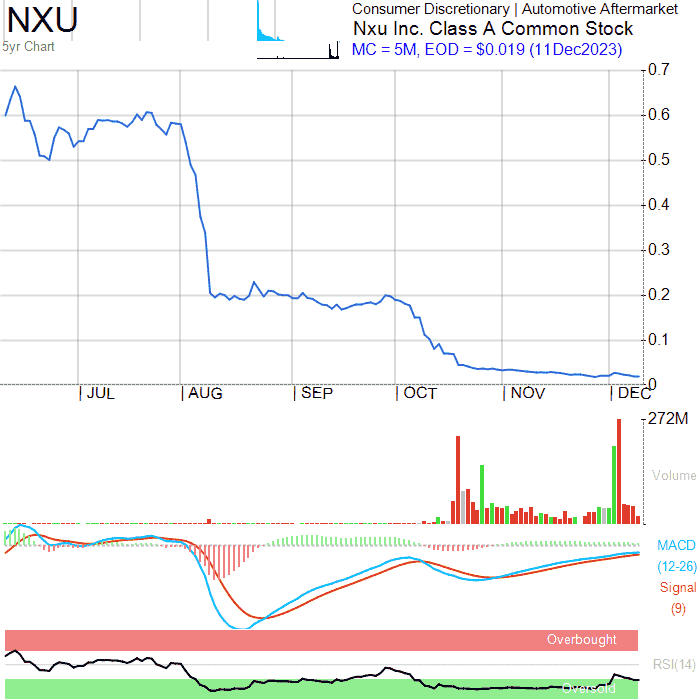 NXU
Consumer Discretionary | Automotive Aftermarket
Nxu Inc. Class A Common Stock
5yr Chart
MC = 5M, EOD = $0.019 (11Dec2023)
0.7
0.6
0.5
0.4
0.3
0.2
0.1
0
| JUL
| AUG
| SEP
| OCT
| NOV
| DEC
272M
Volume
MACD
(12-26)
Signal
(9)
Overbought
RSI(14)
Oversold